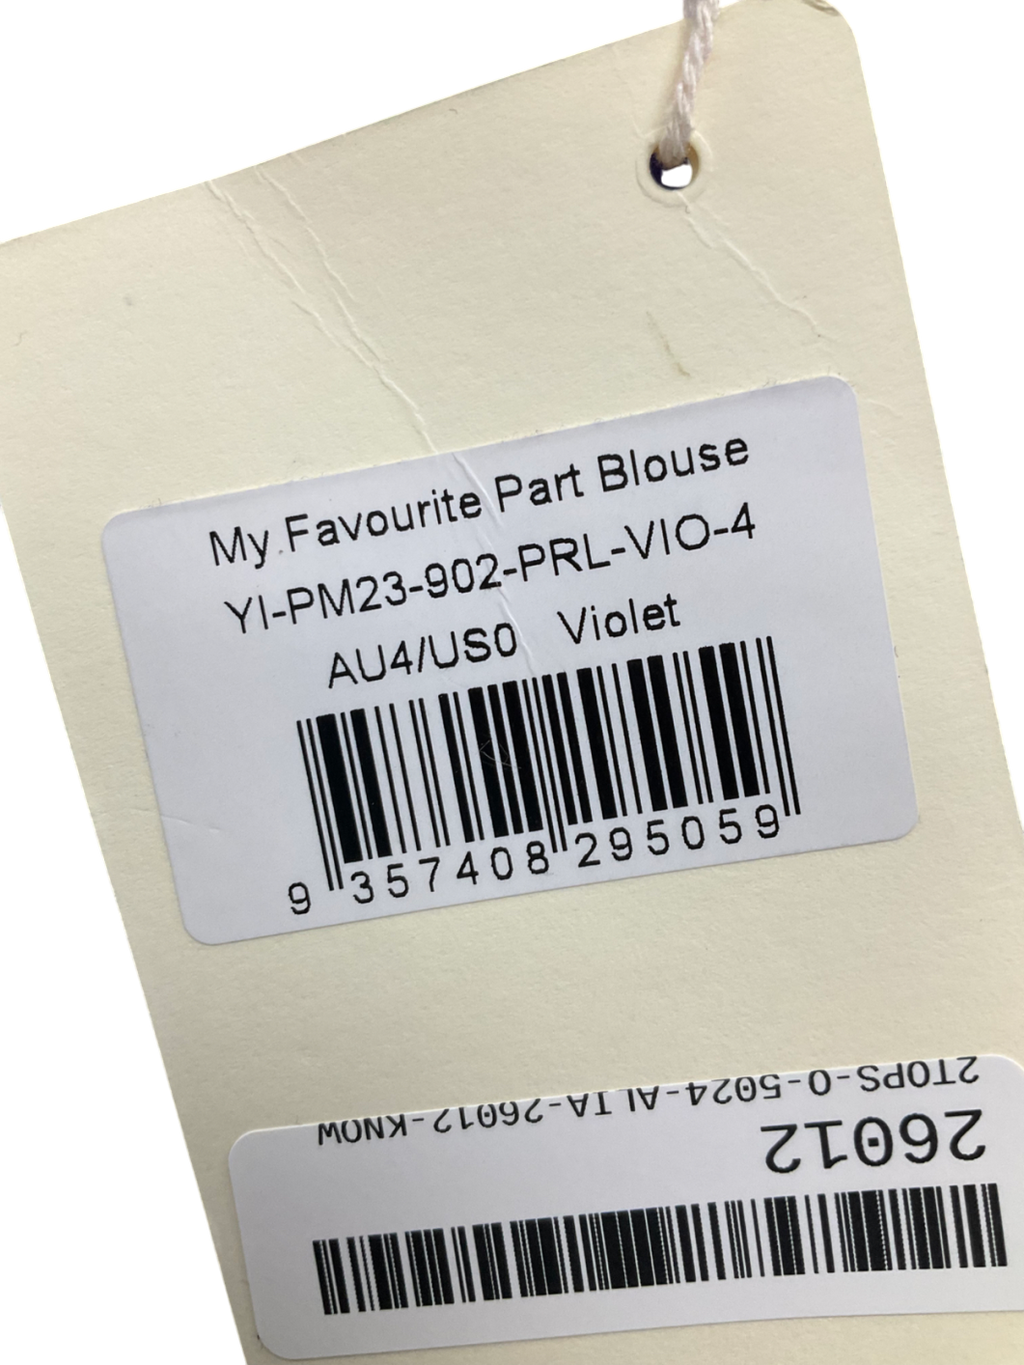 My Favourite Part Blouse
YI-PM23-902-PRL-VIO-4
AU4/US0 Violet
9 357408 295059
26012
2TOPS-0-5024-ALIA-26012-KNOW